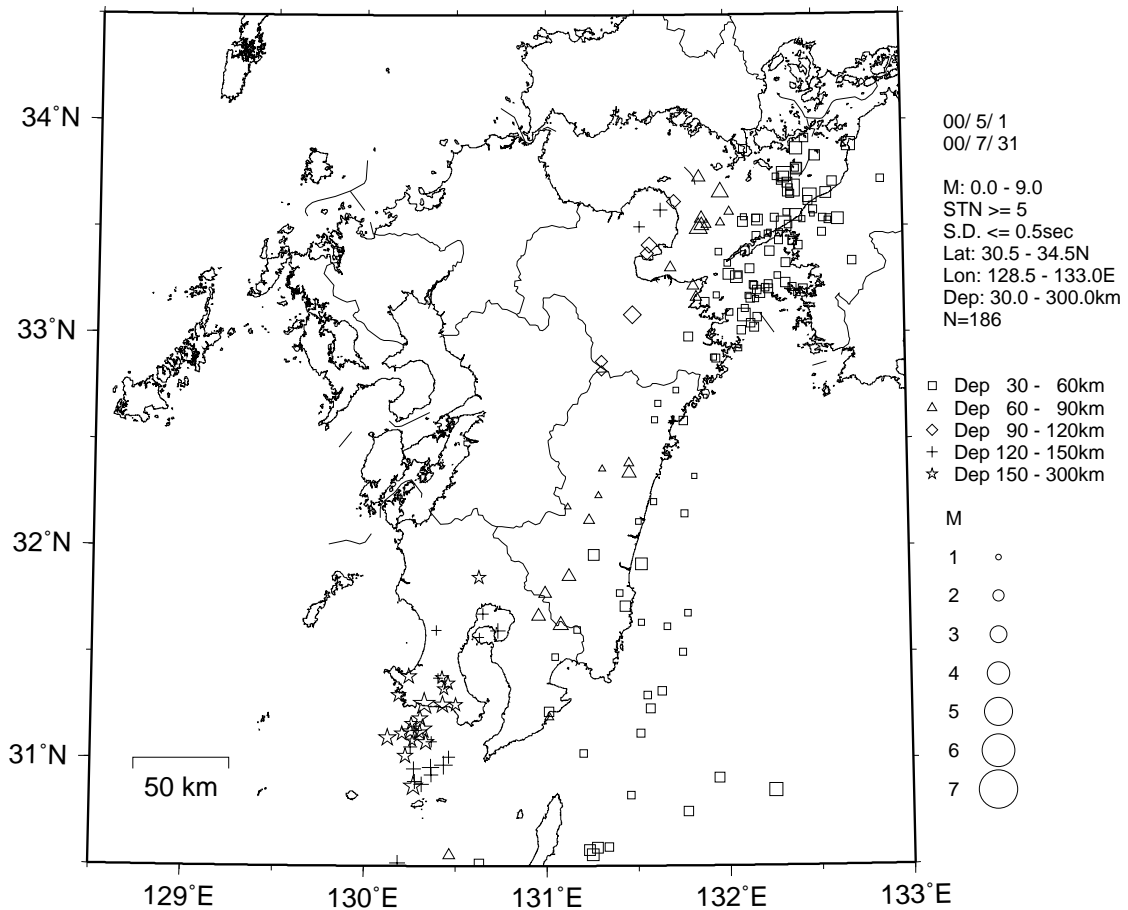 34°N
33°N
32°N
31°N
129°E
130°E
131°E
132°E
133°E
50 km
00/ 5/ 1
00/ 7/ 31
M: 0.0 - 9.0
STN >= 5
S.D. <= 0.5sec
Lat: 30.5 - 34.5N
Lon: 128.5 - 133.0E
Dep: 30.0 - 300.0km
N=186
Dep 30 - 60km
Dep 60 - 90km
Dep 90 - 120km
Dep 120 - 150km
Dep 150 - 300km
M
1
2
3
4
5
6
7